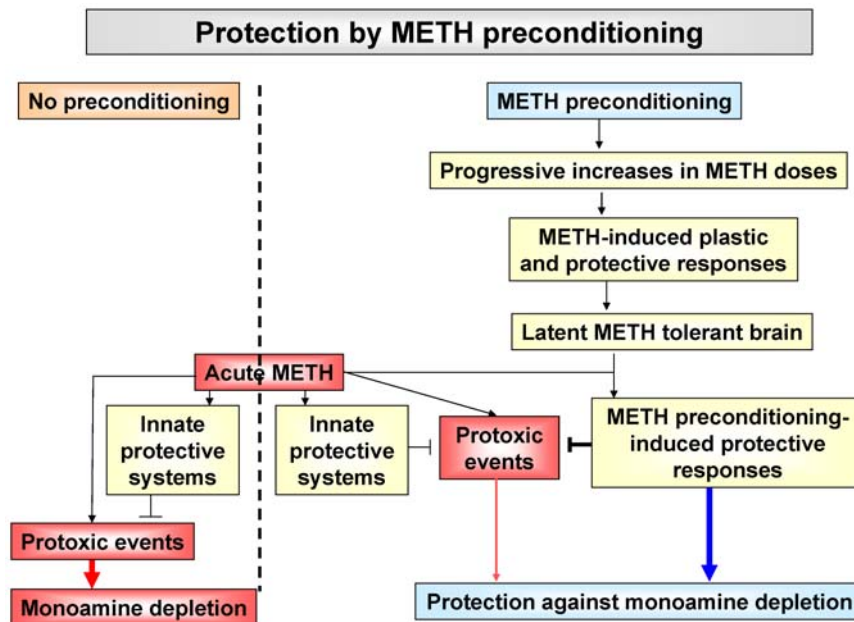 Protection by METH preconditioning
No preconditioning
METH preconditioning
Progressive increases in METH doses
METH-induced plastic
and protective responses
Latent METH tolerant brain
Acute METH
Innate
protective
systems
Innate
protective
systems
Protoxic
events
METH preconditioning-
induced protective
responses
Protoxic events
Monoamine depletion
Protection against monoamine depletion